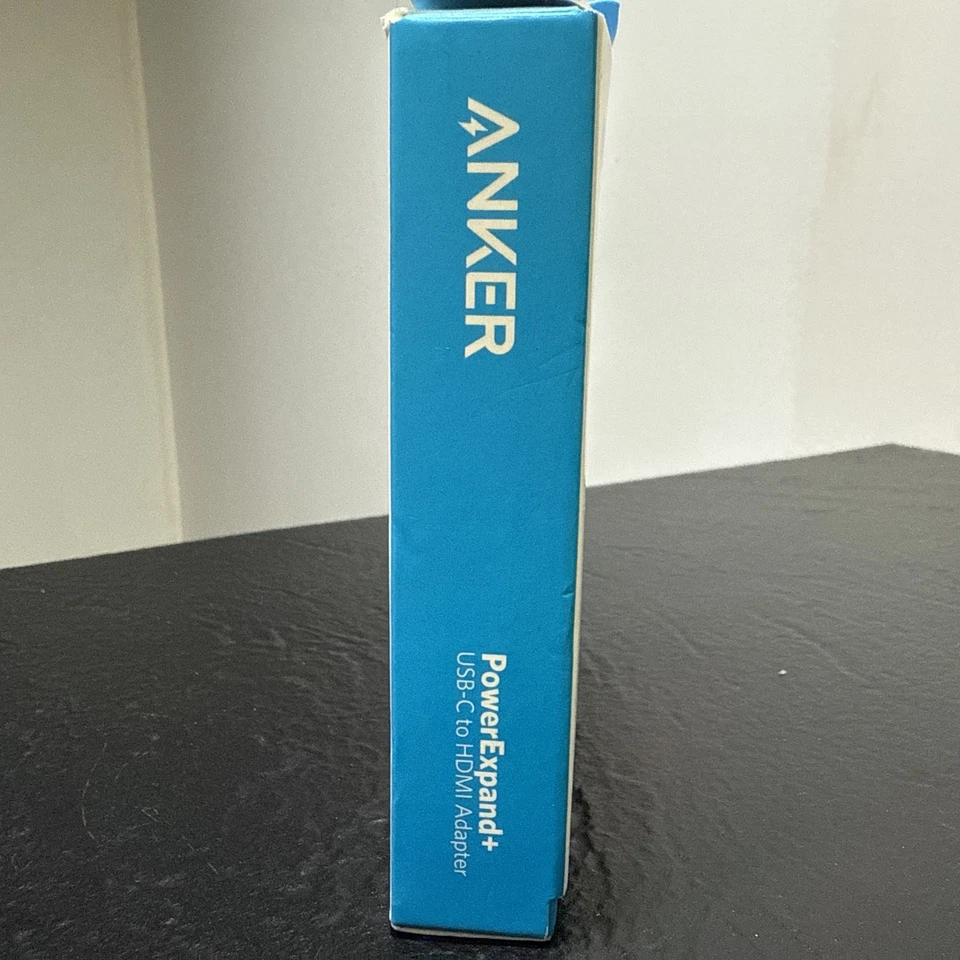 ANKER
PowerExpand+
USB-C to HDMI Adapter